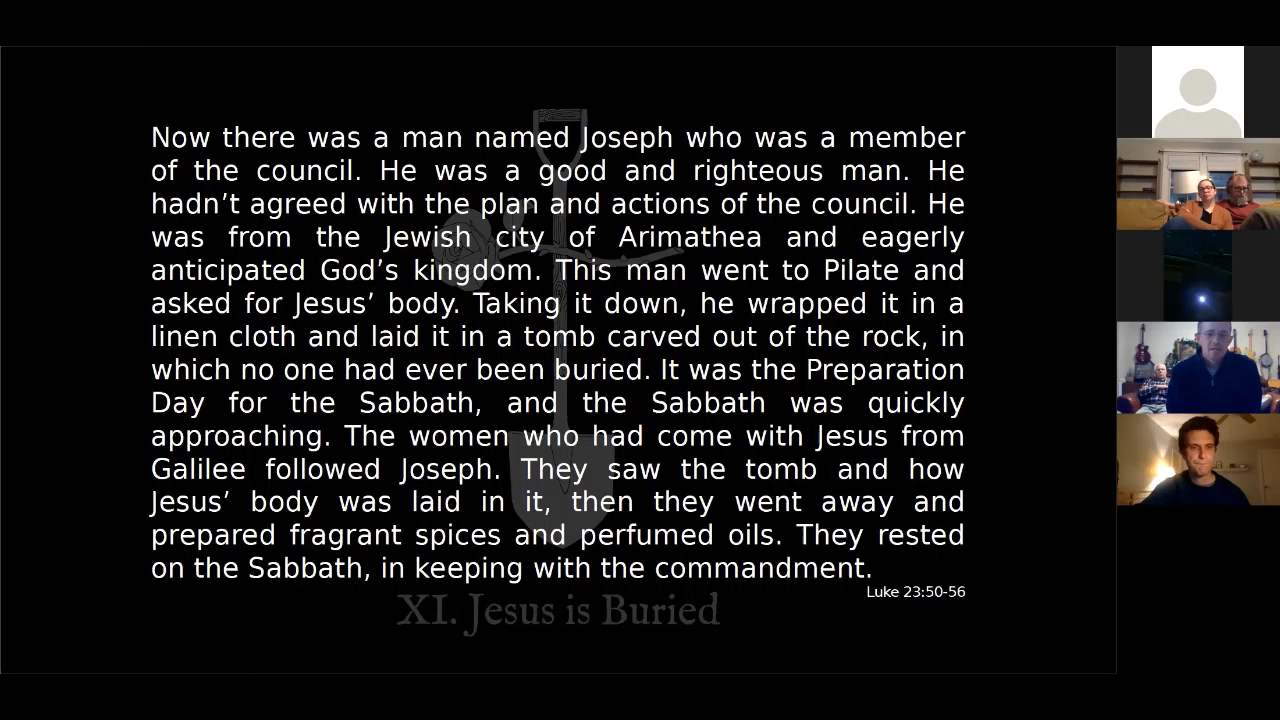 Now there was a man named Joseph who was a member
of the council. He was a good and righteous man. He
hadn’t agreed with the plan and actions of the council. He
was from the Jewish city of Arimathea and eagerly
anticipated God’s kingdom. This man went to Pilate and
asked for Jesus’ body. Taking it down, he wrapped it in a
linen cloth and laid it in a tomb carved out of the rock, in
which no one had ever been buried. It was the Preparation
Day for the Sabbath, and the Sabbath was quickly
approaching. The women who had come with Jesus from
Galilee followed Joseph. They saw the tomb and how
Jesus’ body was laid in it, then they went away and
prepared fragrant spices and perfumed oils. They rested
on the Sabbath, in keeping with the commandment.
Luke 23:50-56
XI. Jesus is Buried